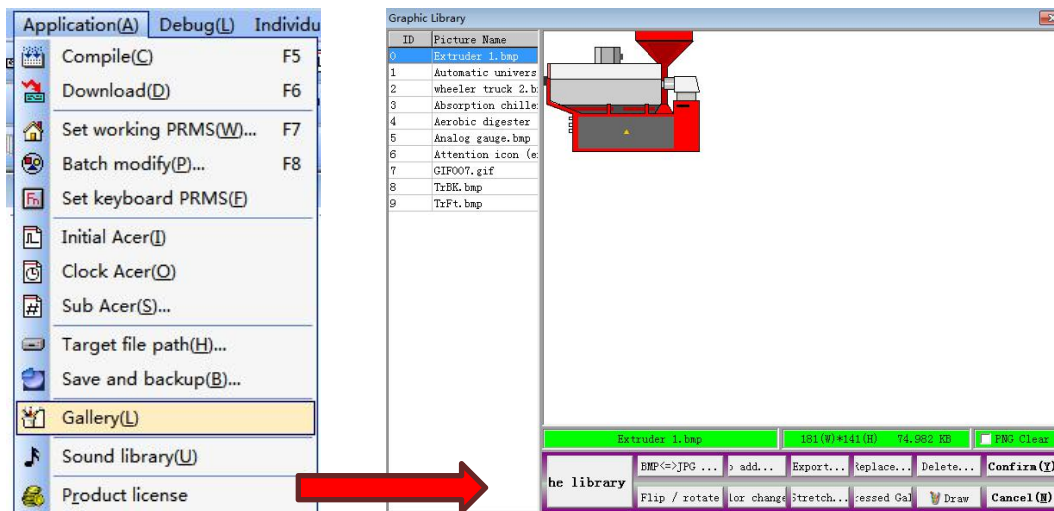 Application(A) Debug(L) Individu
Compile(C) F5
Download(D) F6
Set working PRMS(W)... F7
Batch modify(P)... F8
Set keyboard PRMS(F)
Initial Acer(I)
Clock Acer(O)
Sub Acer(S)...
Target file path(H)...
Save and backup(B)...
Gallery(L)
Sound library(U)
Product license
Graphic Library
ID Picture Name
0 Extruder 1.bmp
1 Automatic univers
2 wheeler truck 2.b
3 Absorption chille
4 Aerobic digester
5 Analog gauge.bmp
6 Attention icon (e
7 GIF007.gif
8 TrBK.bmp
9 TrFt.bmp
Extruder 1.bmp 181(W)*141(H) 74.982 KB PNG Clear
he library
BMP<=>JPG ... add... Export... Replace... Delete... Confirm(Y)
Flip / rotate lor change Stretch... essed Gal Draw Cancel(N)